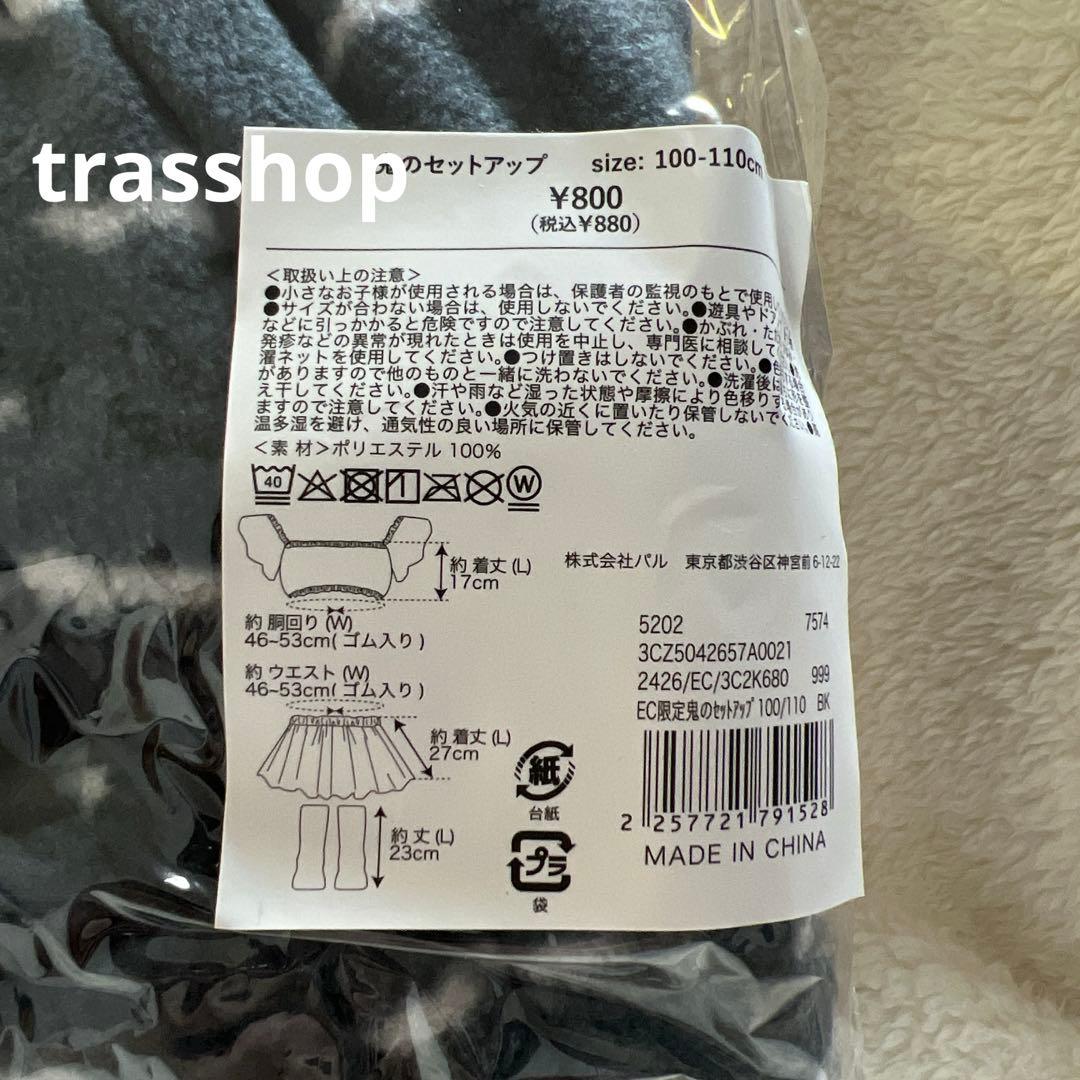 trasshop
鬼のセットアップ size: 100-110cm
¥800
(税込¥880)
＜取扱い上の注意＞
●小さなお子様が使用される場合は、保護者の監視のもとで使用し
●サイズが合わない場合は、使用しないでください。●遊具やドア
などに引っかかると危険ですので注意してください。●かぶれ・
発疹などの異常が現れたときは使用を中止し、専門医に相談して
濯ネットを使用してください。●つけ置きはしないでください。●色
がありますので他のものと一緒に洗わないでください。●洗濯後は
え干してください。●汗や雨など湿った状態や摩擦により色移りす
ますので注意してください。●火気の近くに置いたり保管しないで
温多湿を避け、通気性の良い場所に保管してください。
＜素 材＞ポリエステル 100%
40 W
約 着丈 (L)
17cm
約 胴回り (W)
46~53cm( ゴム入り )
約 ウエスト (W)
46~53cm( ゴム入り )
約 着丈 (L)
27cm
約 丈 (L)
23cm
紙
台紙
プラ
袋
株式会社パル 東京都渋谷区神宮前 6-12-22
5202 7574
3CZ5042657A0021
2426/EC/3C2K680 999
EC限定鬼のｾｯﾄｱｯﾌﾟ 100/110 BK
2 257721 791528
MADE IN CHINA